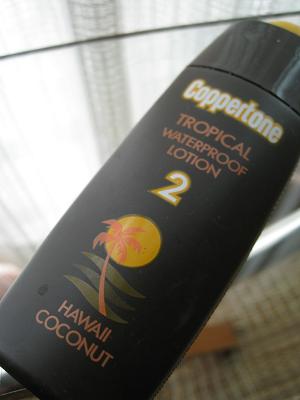 Coppertone
TROPICAL
WATERPROOF
LOTION
2
HAWAII
COCONUT